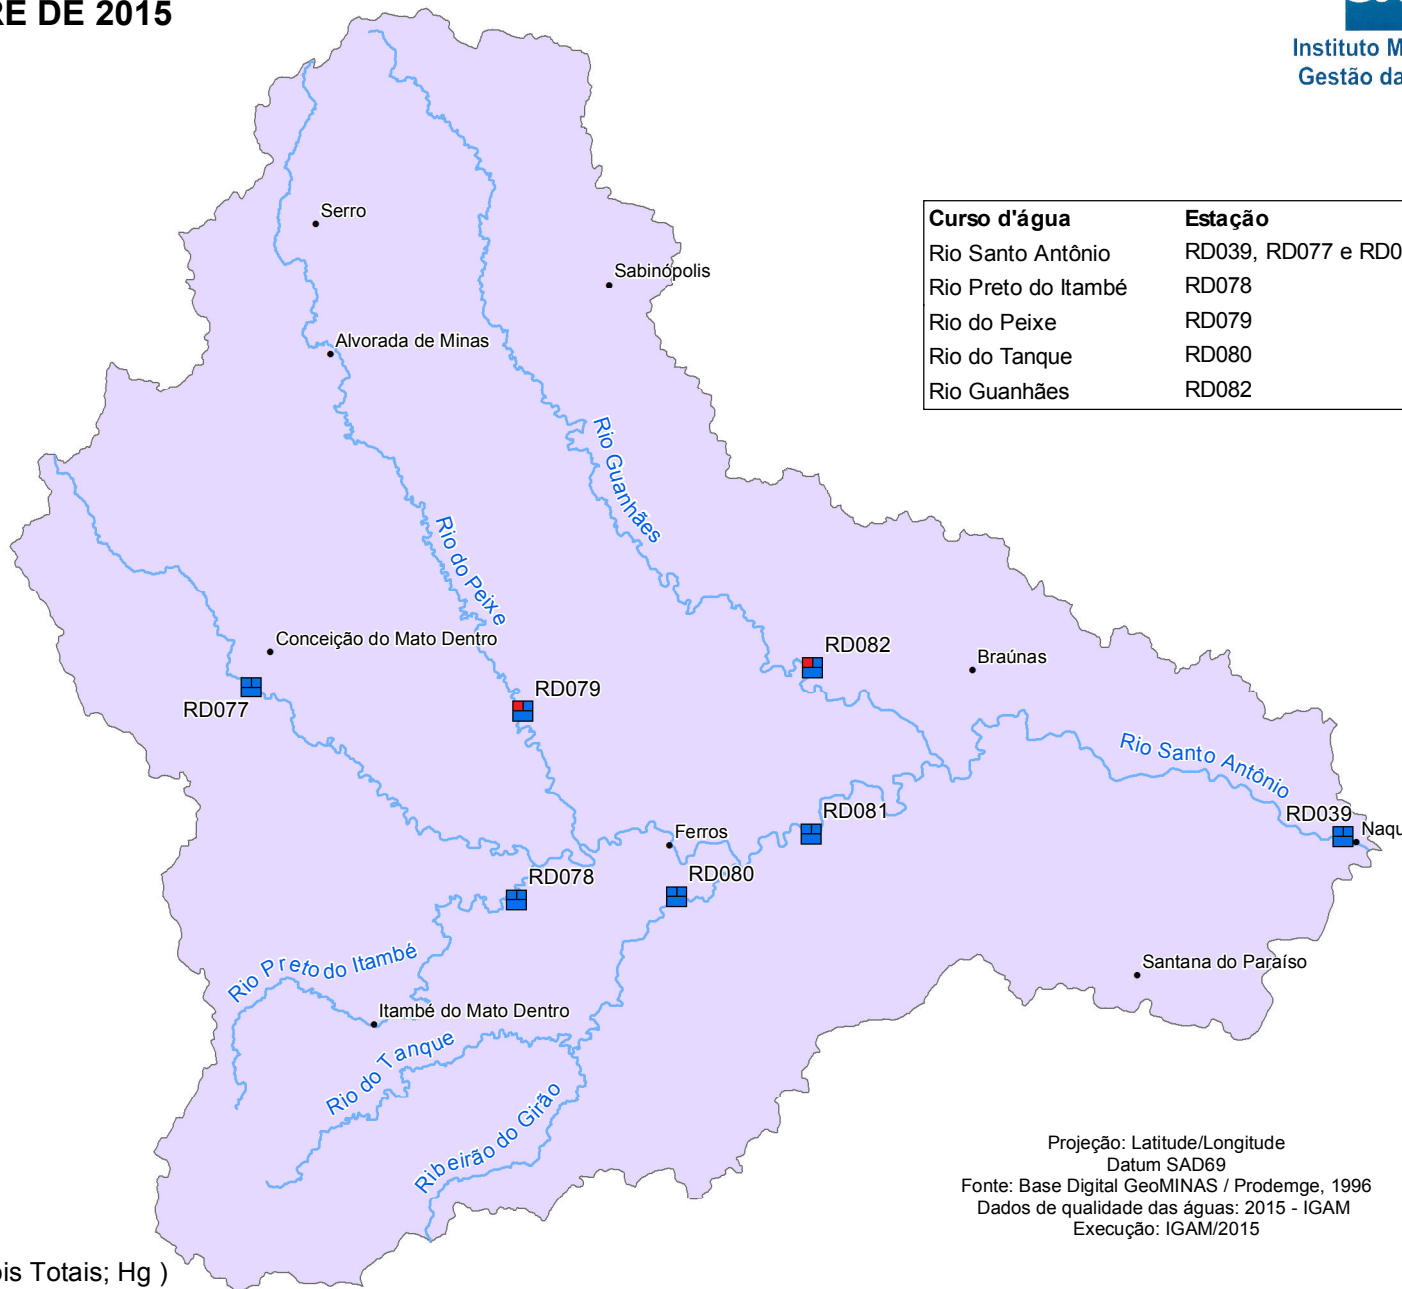 RE DE 2015
Instituto M
Gestão da
Curso d'água Estação
Rio Santo Antônio RD039, RD077 e RD0
Rio Preto do Itambé RD078
Rio do Peixe RD079
Rio do Tanque RD080
Rio Guanhães RD082
Serro
Sabinópolis
Alvorada de Minas
Rio Guanhães
Rio do Peixe
Conceição do Mato Dentro
RD077
RD079
RD082
Braúnas
Rio Santo Antônio
RD081
RD039
Naqu
Ferros
RD078
RD080
Rio Preto do Itambé
Santana do Paraíso
Itambé do Mato Dentro
Rio do Tanque
Ribeirão do Girão
Projeção: Latitude/Longitude
Datum SAD69
Fonte: Base Digital GeoMINAS / Prodemge, 1996
Dados de qualidade das águas: 2015 - IGAM
Execução: IGAM/2015
is Totais; Hg )